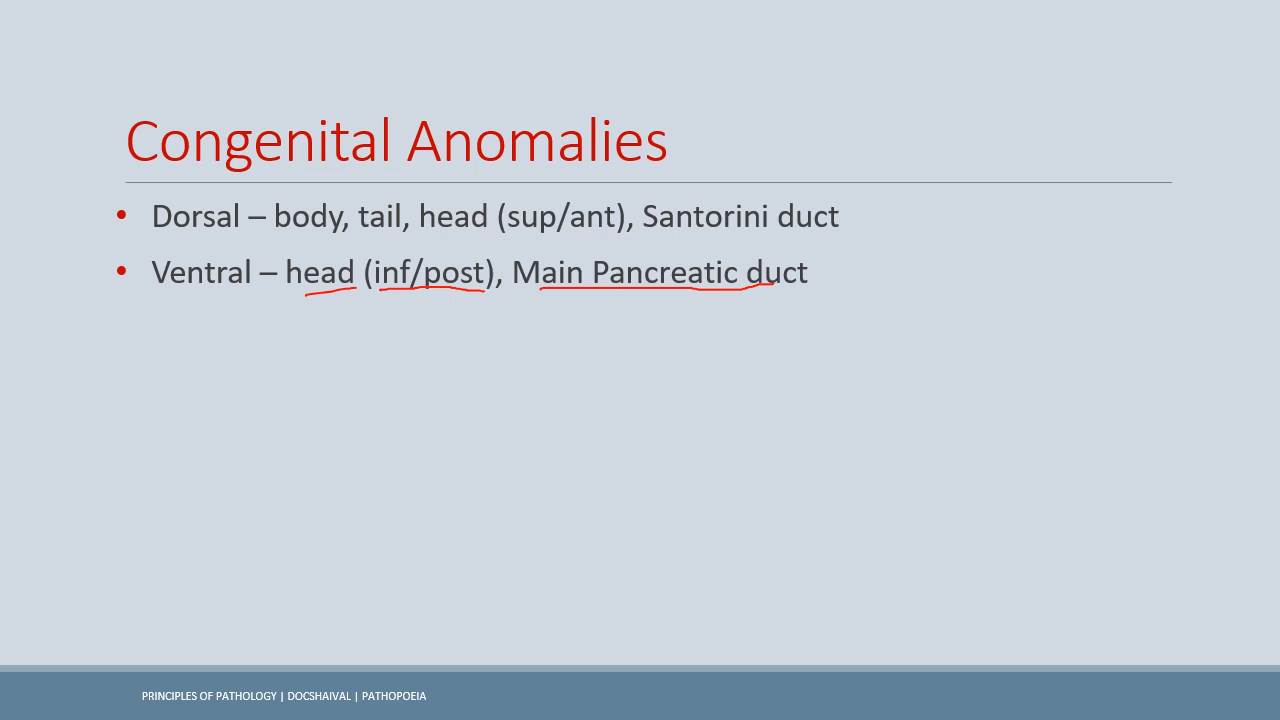 Congenital Anomalies
• Dorsal – body, tail, head (sup/ant), Santorini duct
• Ventral – head (inf/post), Main Pancreatic duct
PRINCIPLES OF PATHOLOGY | DOCSHAIVAL | PATHOPOEIA